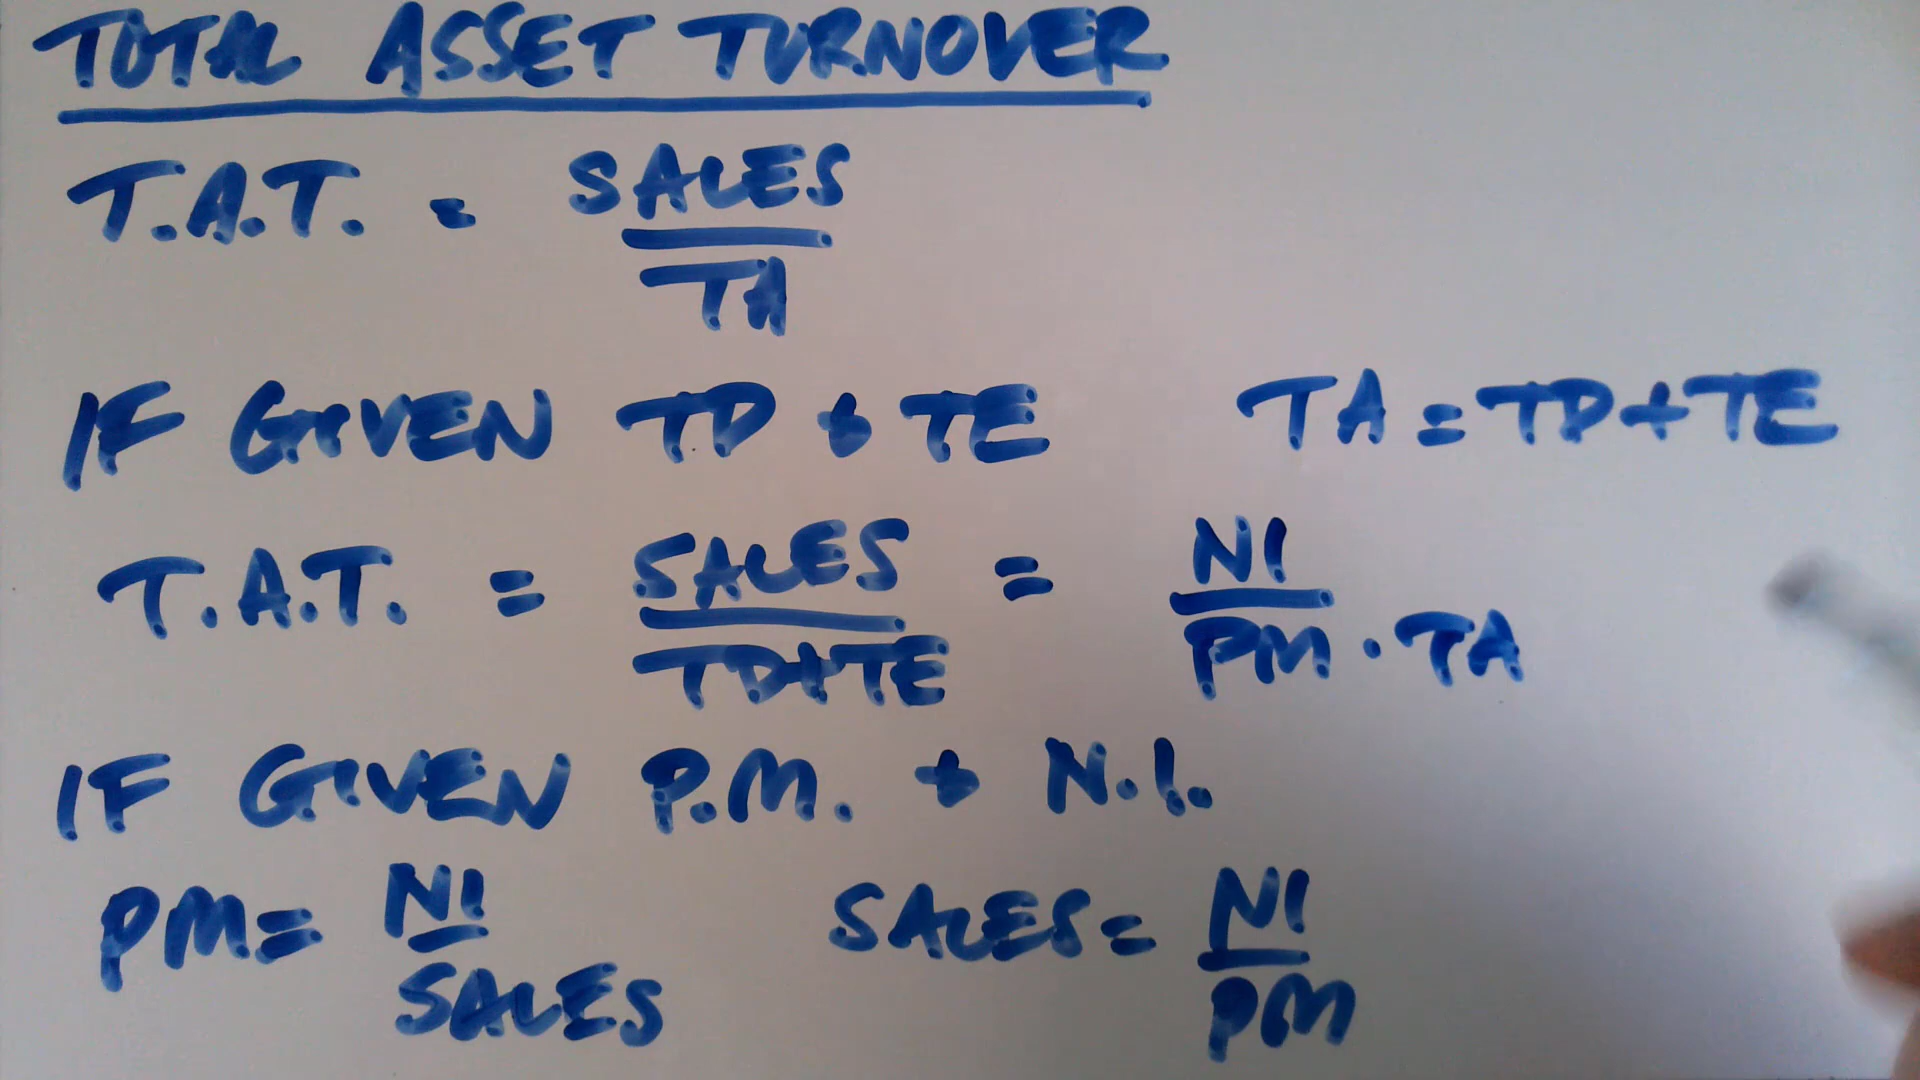 TOTAL ASSET TURNOVER
T.A.T. = SALES / TA
IF GIVEN TD + TE TA = TD + TE
T.A.T. = SALES / TD+TE = NI / PM · TA
IF GIVEN P.M. + N.I.
PM = NI / SALES SALES = NI / PM